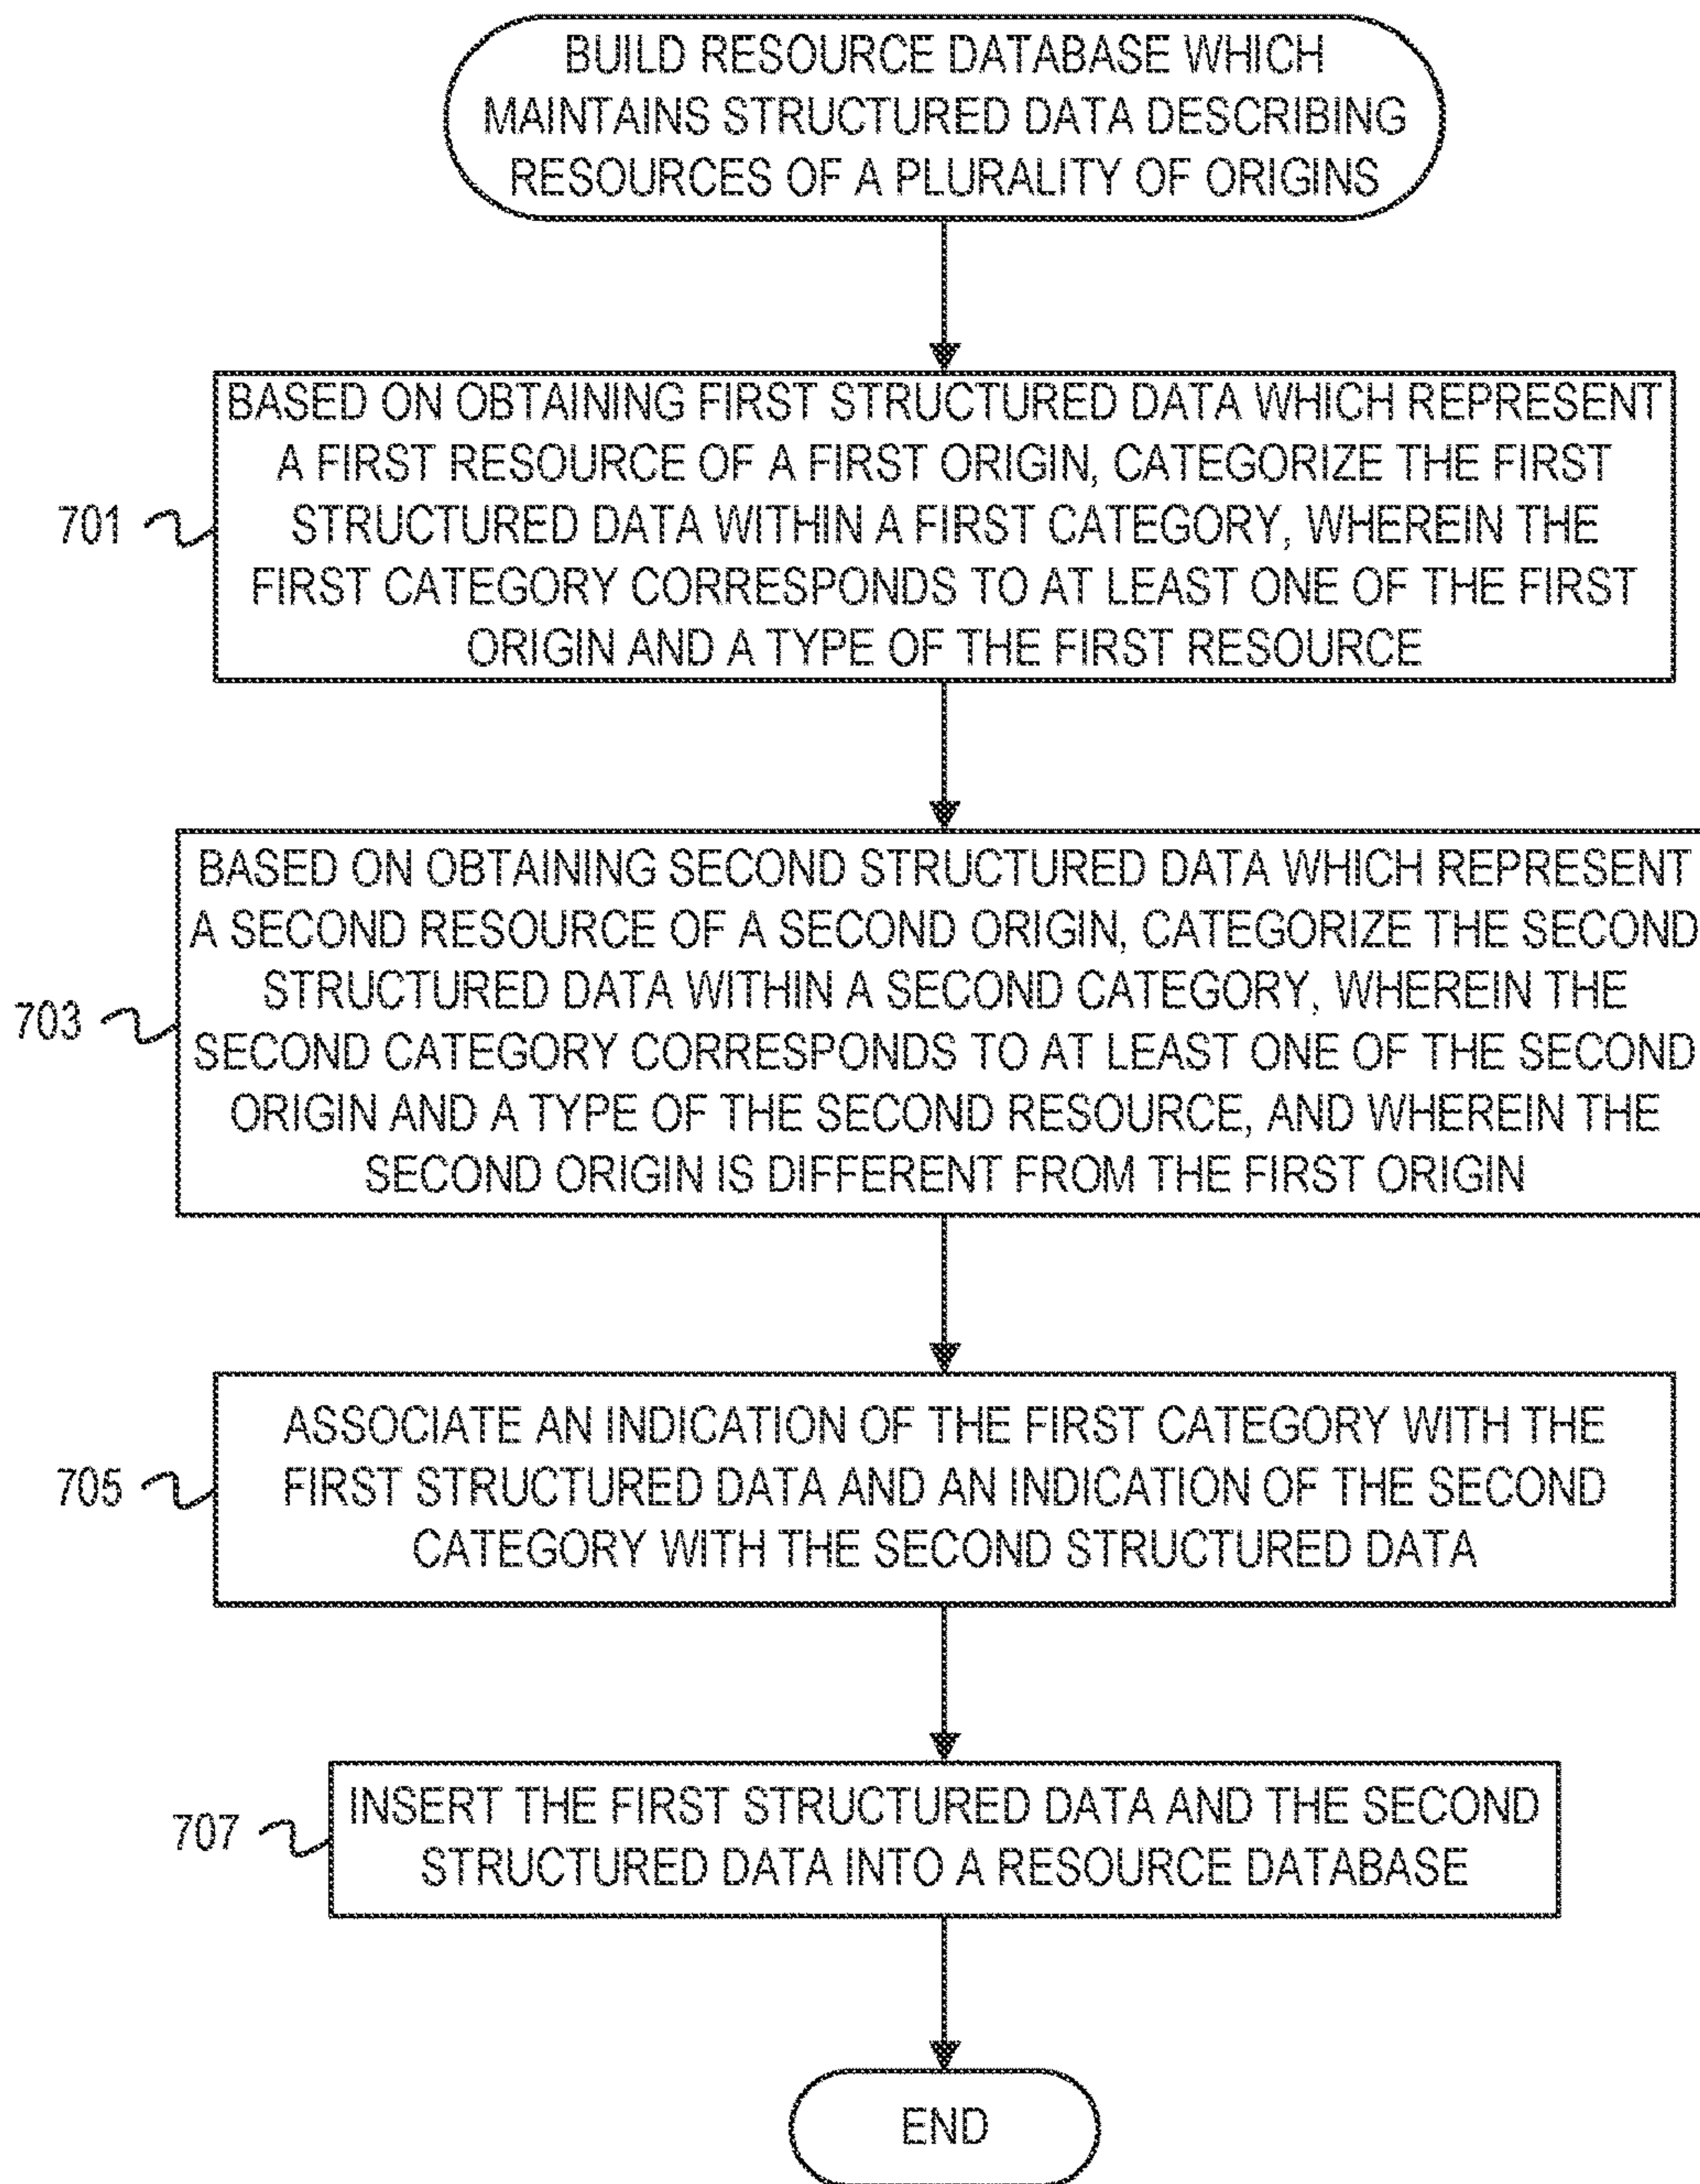 BUILD RESOURCE DATABASE WHICH
MAINTAINS STRUCTURED DATA DESCRIBING
RESOURCES OF A PLURALITY OF ORIGINS
BASED ON OBTAINING FIRST STRUCTURED DATA WHICH REPRESENT
A FIRST RESOURCE OF A FIRST ORIGIN, CATEGORIZE THE FIRST
701
STRUCTURED DATA WITHIN A FIRST CATEGORY, WHEREIN THE
FIRST CATEGORY CORRESPONDS TO AT LEAST ONE OF THE FIRST
ORIGIN AND A TYPE OF THE FIRST RESOURCE
BASED ON OBTAINING SECOND STRUCTURED DATA WHICH REPRESENT
A SECOND RESOURCE OF A SECOND ORIGIN, CATEGORIZE THE SECOND
STRUCTURED DATA WITHIN A SECOND CATEGORY, WHEREIN THE
703
SECOND CATEGORY CORRESPONDS TO AT LEAST ONE OF THE SECOND
ORIGIN AND A TYPE OF THE SECOND RESOURCE, AND WHEREIN THE
SECOND ORIGIN IS DIFFERENT FROM THE FIRST ORIGIN
ASSOCIATE AN INDICATION OF THE FIRST CATEGORY WITH THE
705
FIRST STRUCTURED DATA AND AN INDICATION OF THE SECOND
CATEGORY WITH THE SECOND STRUCTURED DATA
707
INSERT THE FIRST STRUCTURED DATA AND THE SECOND
STRUCTURED DATA INTO A RESOURCE DATABASE
END